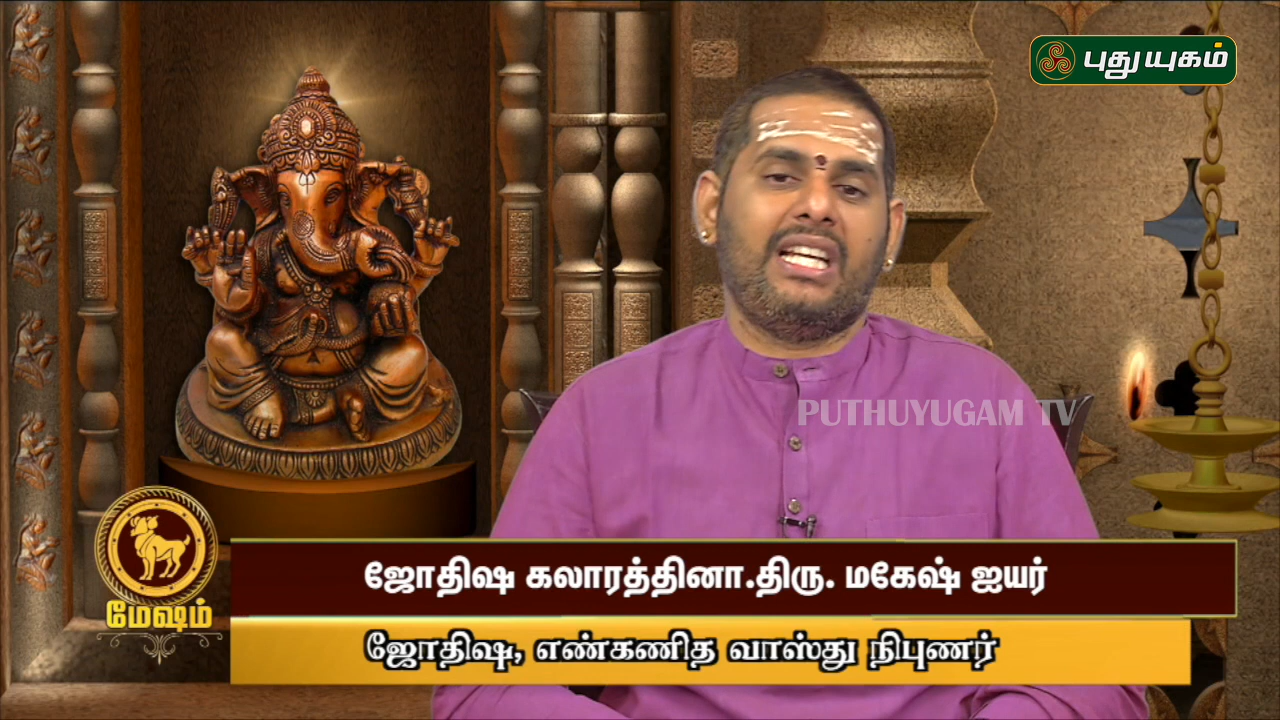 புதுயுகம்
PUTHUYUGAM TV
ஜோதிஷ கலாரத்தினா.திரு. மகேஷ் ஐயர்
மேஷம்
ஜோதிஷ, எண்கணித வாஸ்து நிபுணர்